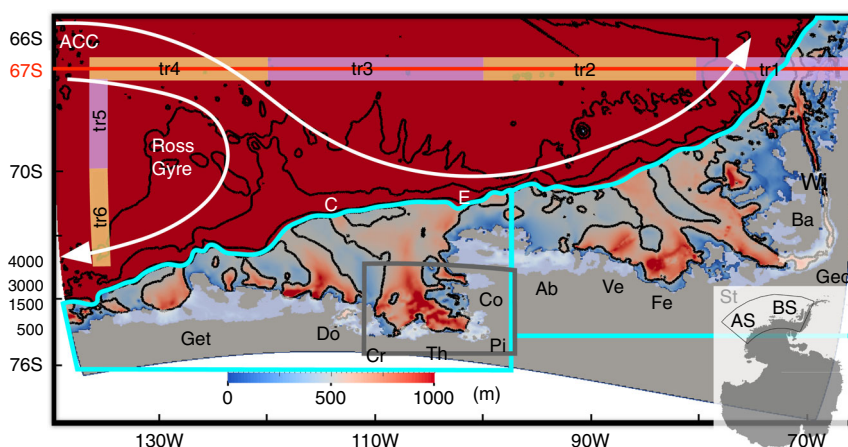 66S
ACC
67S
tr4
tr3
tr2
tr1
tr5
Ross
Gyre
70S
tr6
Wi
C
E
Ba
4000
3000
1500
500
Geo
Co
Ab
Ve
Fe
St
BS
AS
Get
Do
Pi
Cr
Th
76S
0
500
1000
(m)
130W
110W
90W
70W